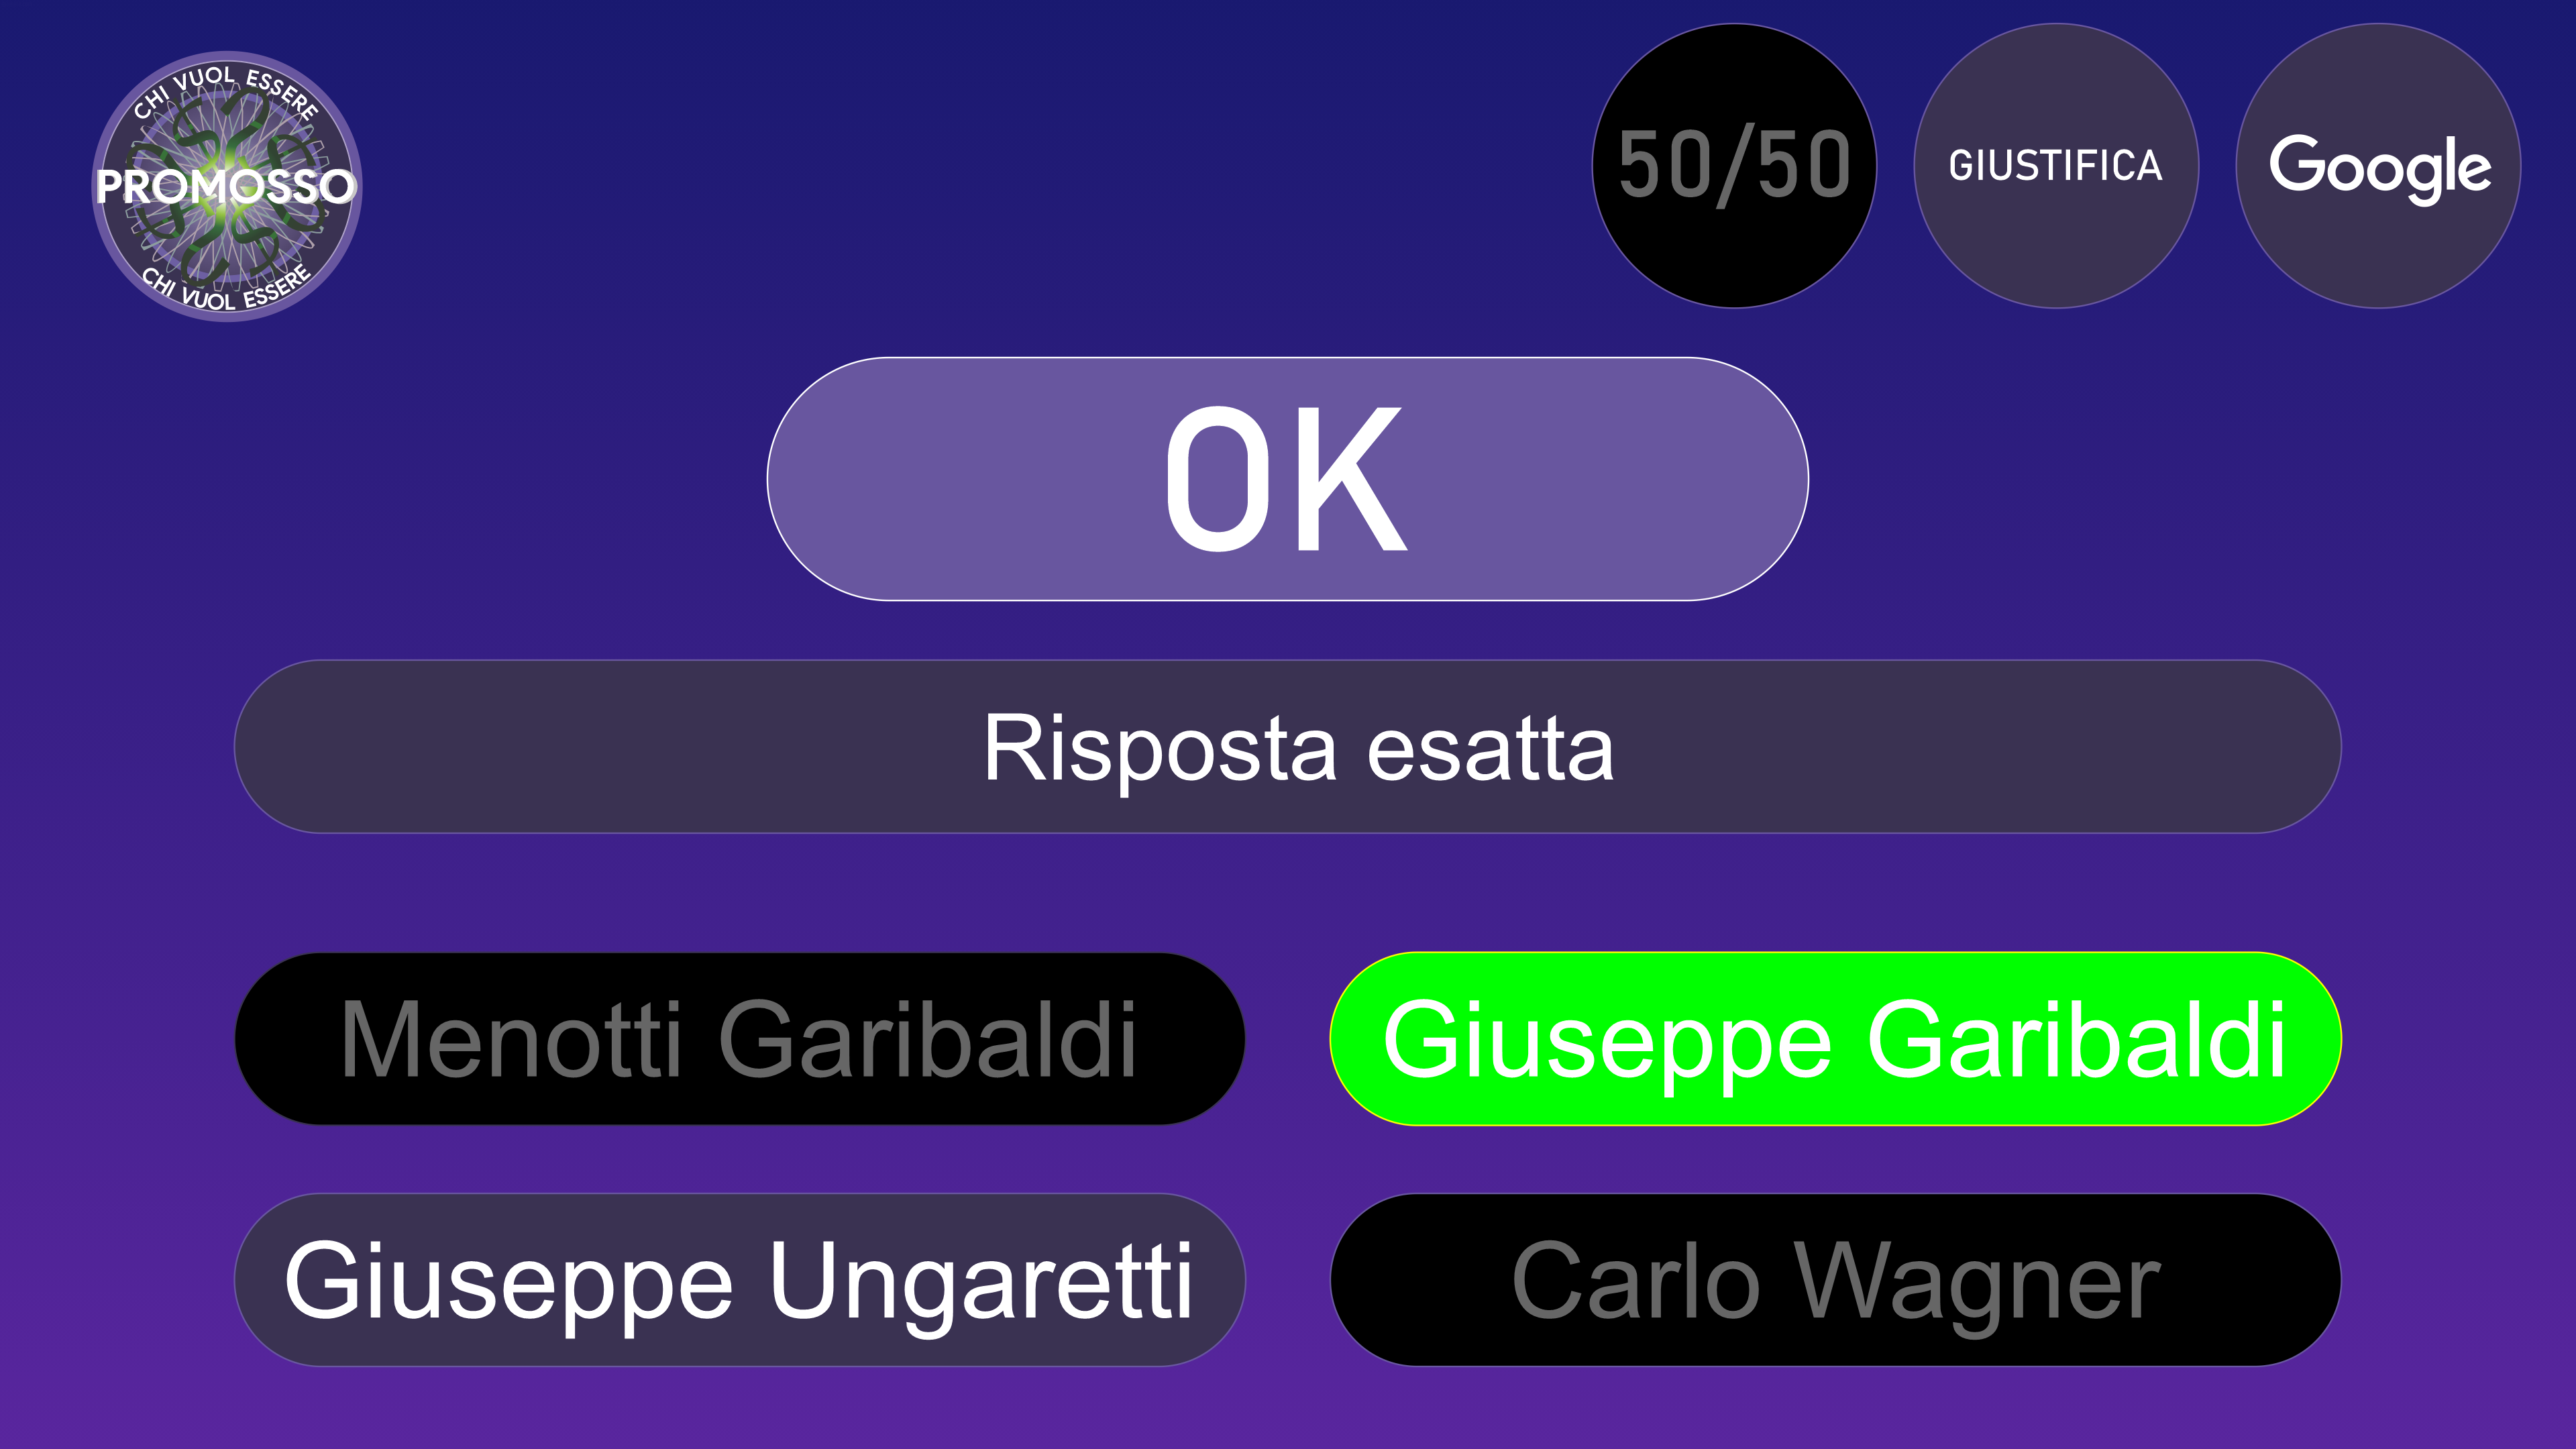 CHI VUOL ESSERE
PROMOSSO
CHI VUOL ESSERE
50/50
GIUSTIFICA
Google
OK
Risposta esatta
Menotti Garibaldi
Giuseppe Garibaldi
Giuseppe Ungaretti
Carlo Wagner